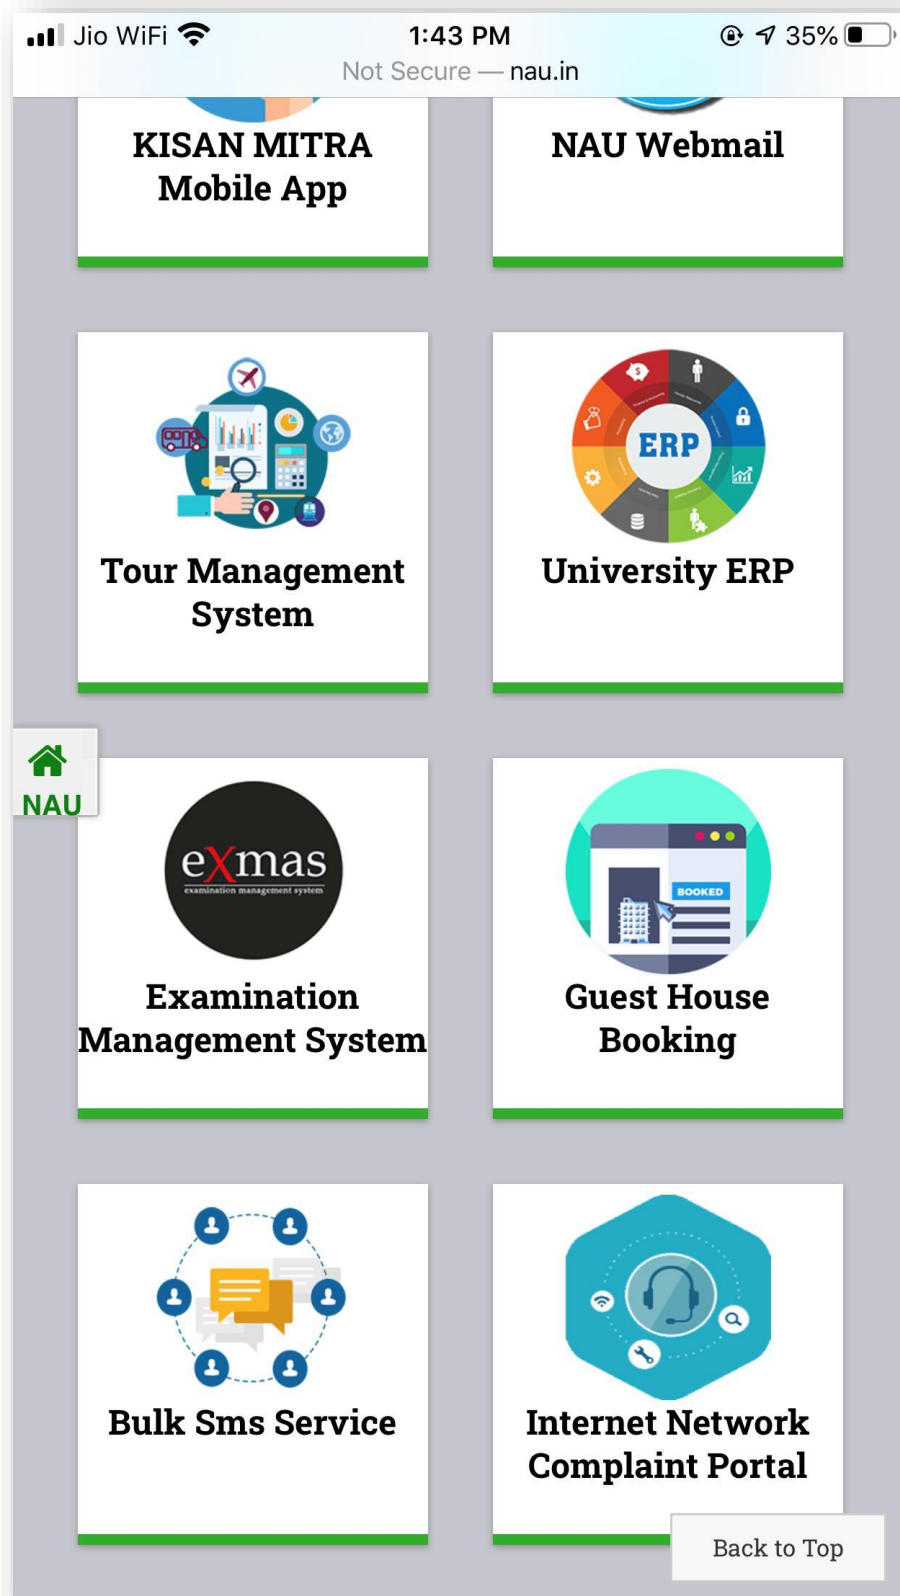 Jio WiFi 1:43 PM 35%
Not Secure — nau.in
KISAN MITRA
Mobile App
NAU Webmail
Tour Management
System
ERP
University ERP
NAU
eXmas
examination management system
Examination
Management System
BOOKED
Guest House
Booking
Bulk Sms Service
Internet Network
Complaint Portal
Back to Top